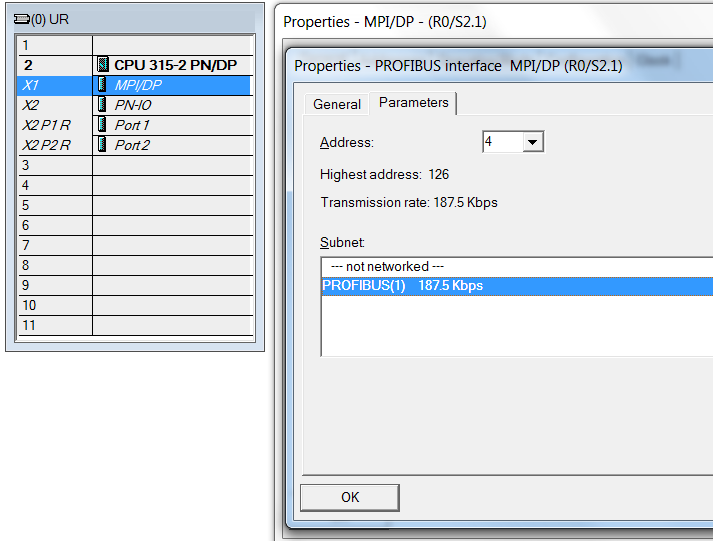 (0) UR
1
2 CPU 315-2 PN/DP
X1 MPI/DP
X2 PN-IO
X2 P1 R Port 1
X2 P2 R Port 2
3
4
5
6
7
8
9
10
11
Properties - MPI/DP - (R0/S2.1)
Properties - PROFIBUS interface MPI/DP (R0/S2.1)
General Parameters
Address: 4
Highest address: 126
Transmission rate: 187.5 Kbps
Subnet:
--- not networked ---
PROFIBUS(1) 187.5 Kbps
OK